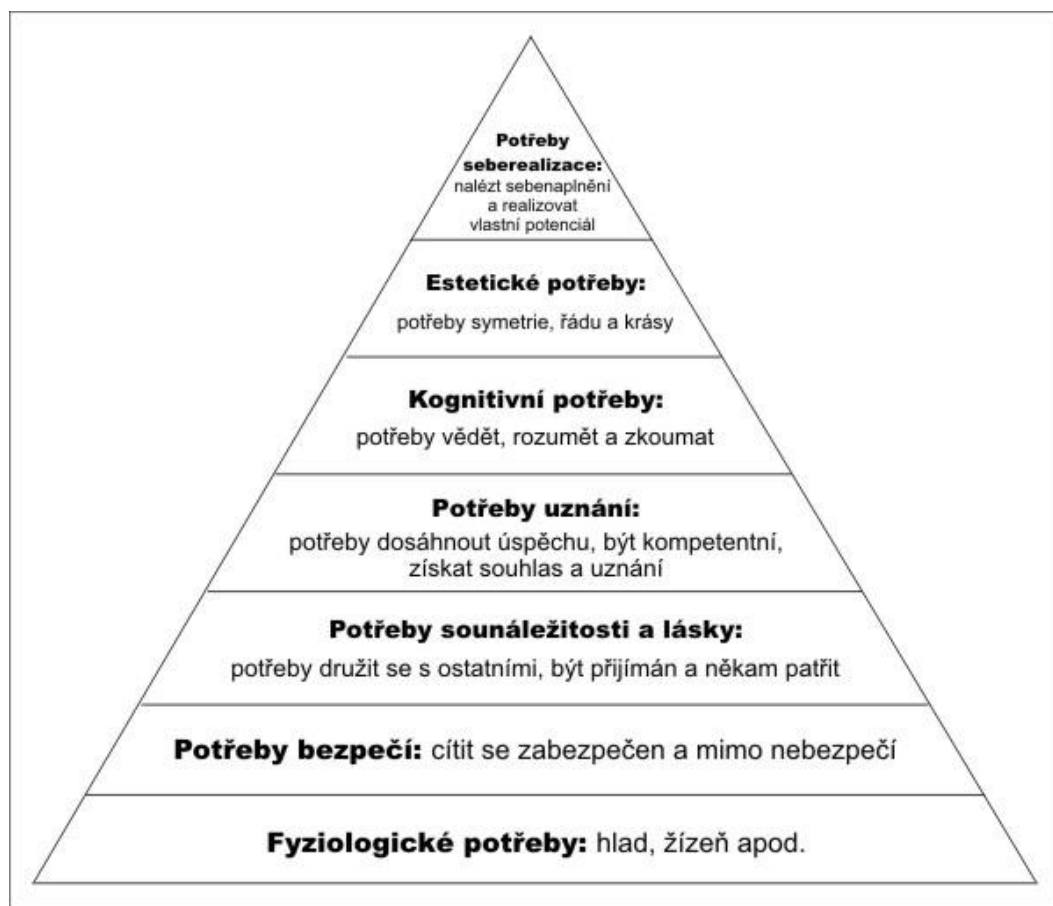 Potřeby
seberealizace:
nalézt sebenaplnění
a realizovat
vlastní potenciál
Estetické potřeby:
potřeby symetrie, řádu a krásy
Kognitivní potřeby:
potřeby vědět, rozumět a zkoumat
Potřeby uznání:
potřeby dosáhnout úspěchu, být kompetentní,
získat souhlas a uznání
Potřeby sounáležitosti a lásky:
potřeby družit se s ostatními, být přijímán a někam patřit
Potřeby bezpečí: cítit se zabezpečen a mimo nebezpečí
Fyziologické potřeby: hlad, žízeň apod.